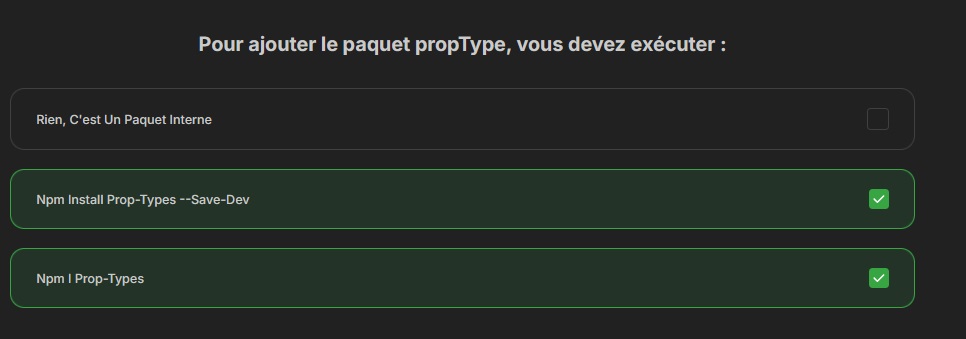 Pour ajouter le paquet propType, vous devez exécuter :
Rien, C'est Un Paquet Interne
Npm Install Prop-Types --Save-Dev
Npm I Prop-Types